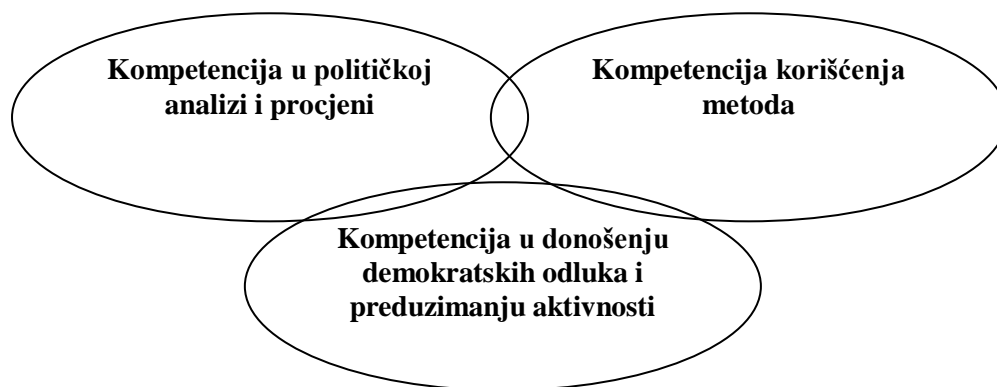 Kompetencija u političkoj
analizi i procjeni
Kompetencija korišćenja
metoda
Kompetencija u donošenju
demokratskih odluka i
preduzimanju aktivnosti